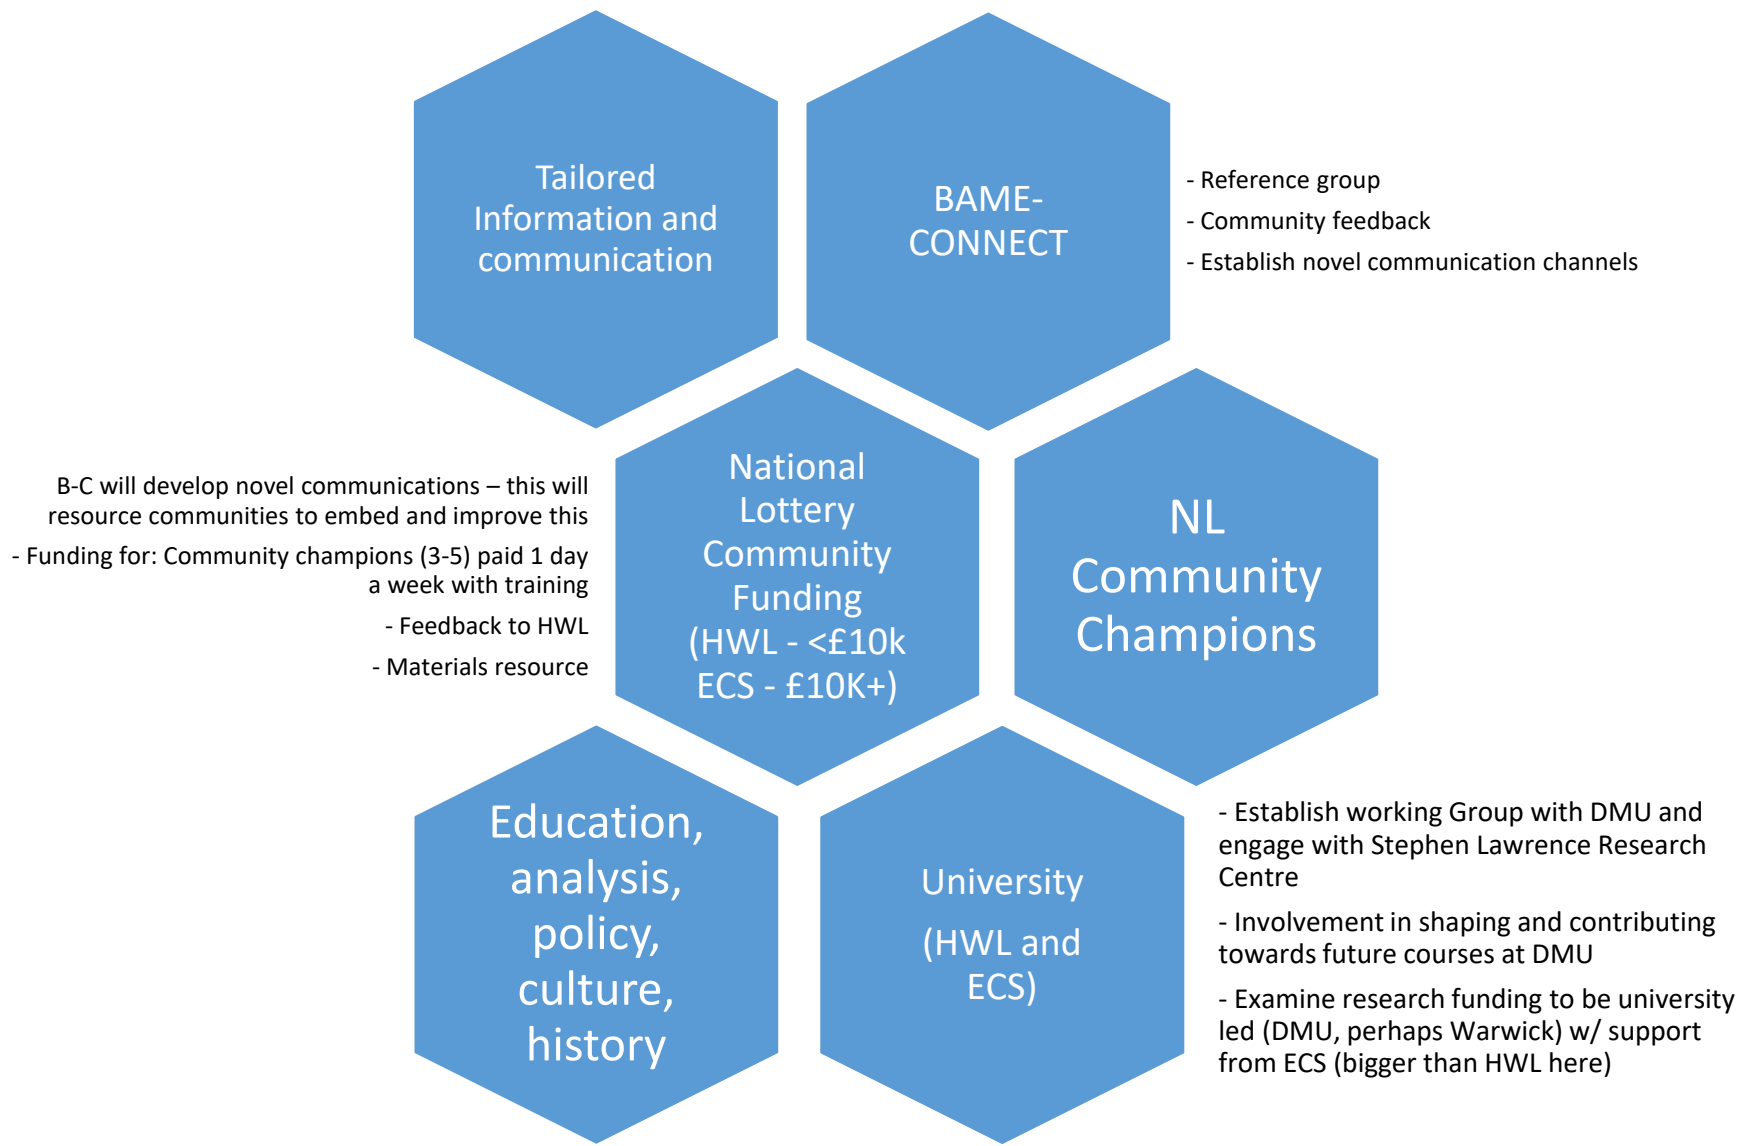 Tailored
Information and
communication
BAME-
CONNECT
- Reference group
- Community feedback
- Establish novel communication channels
B-C will develop novel communications – this will
resource communities to embed and improve this
- Funding for: Community champions (3-5) paid 1 day
a week with training
- Feedback to HWL
- Materials resource
National
Lottery
Community
Funding
(HWL - <£10k
ECS - £10K+)
NL
Community
Champions
Education,
analysis,
policy,
culture,
history
University
(HWL and
ECS)
- Establish working Group with DMU and
engage with Stephen Lawrence Research
Centre
- Involvement in shaping and contributing
towards future courses at DMU
- Examine research funding to be university
led (DMU, perhaps Warwick) w/ support
from ECS (bigger than HWL here)